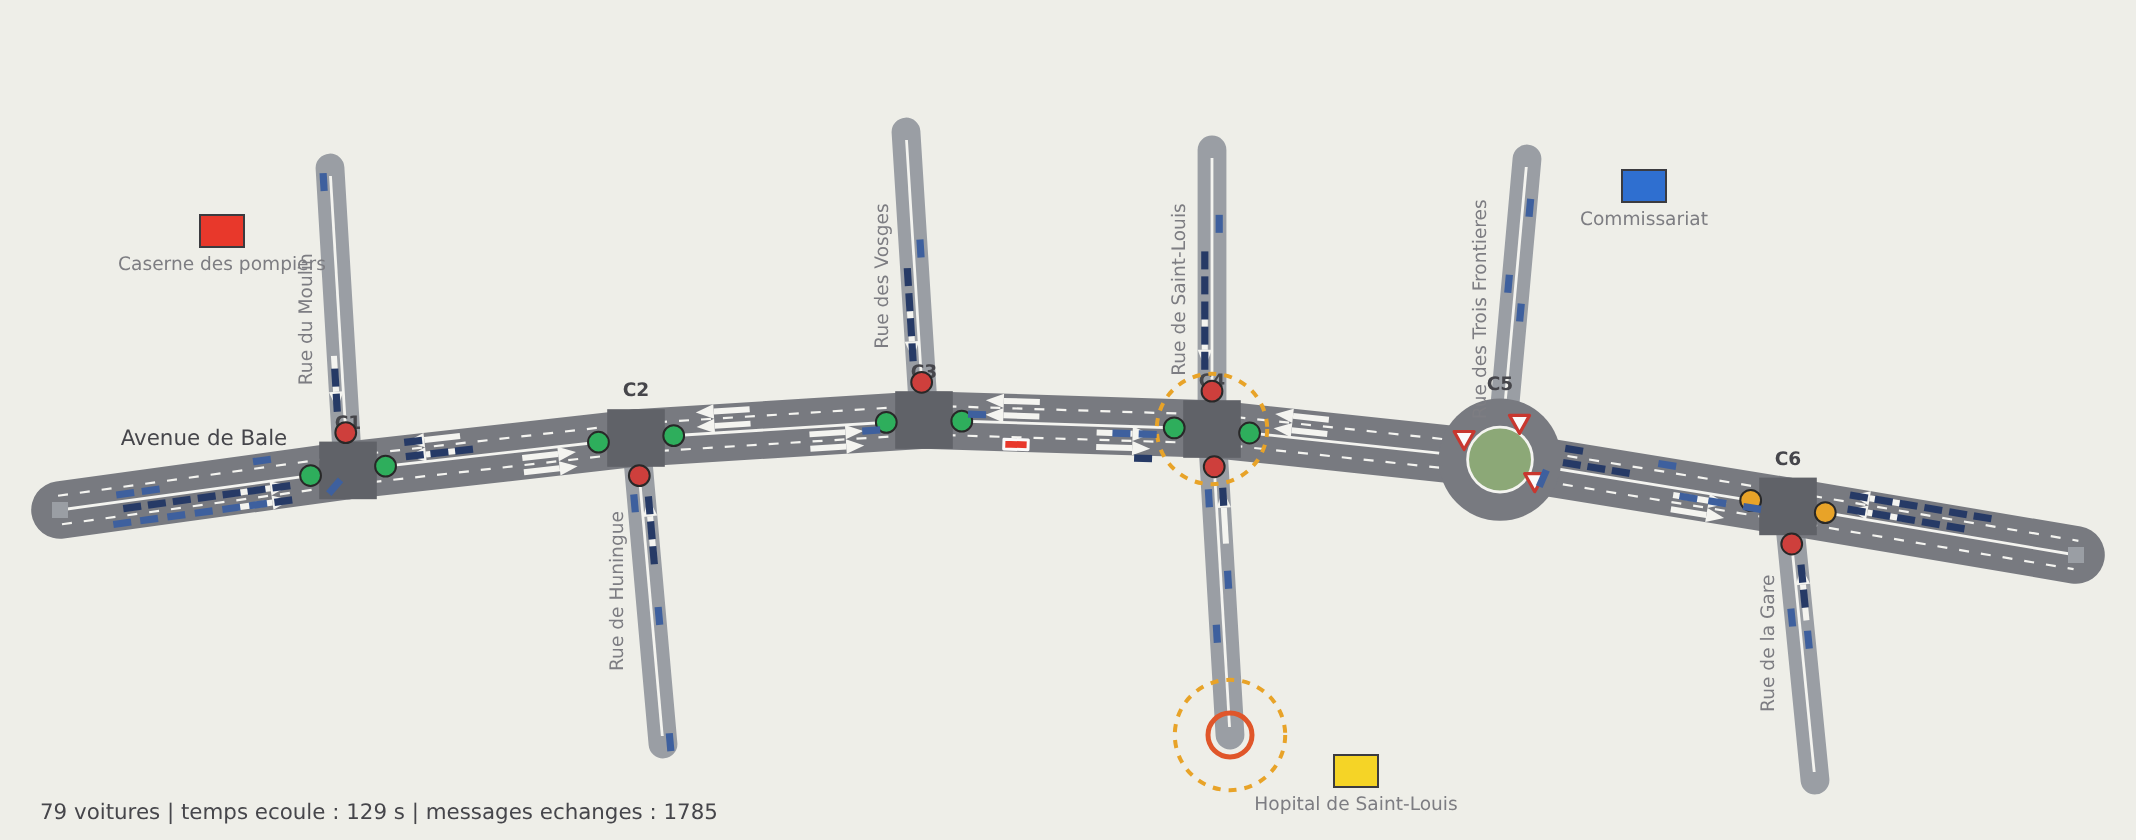 Caserne des pompiers
Rue du Moulin
Avenue de Bale
C1
C2
Rue de Huningue
Rue des Vosges
C3
Rue de Saint-Louis
C4
des Trois Frontieres
C5
Commissariat
C6
Rue de la Gare
Hopital de Saint-Louis
79 voitures | temps ecoule : 129 s | messages echanges : 1785